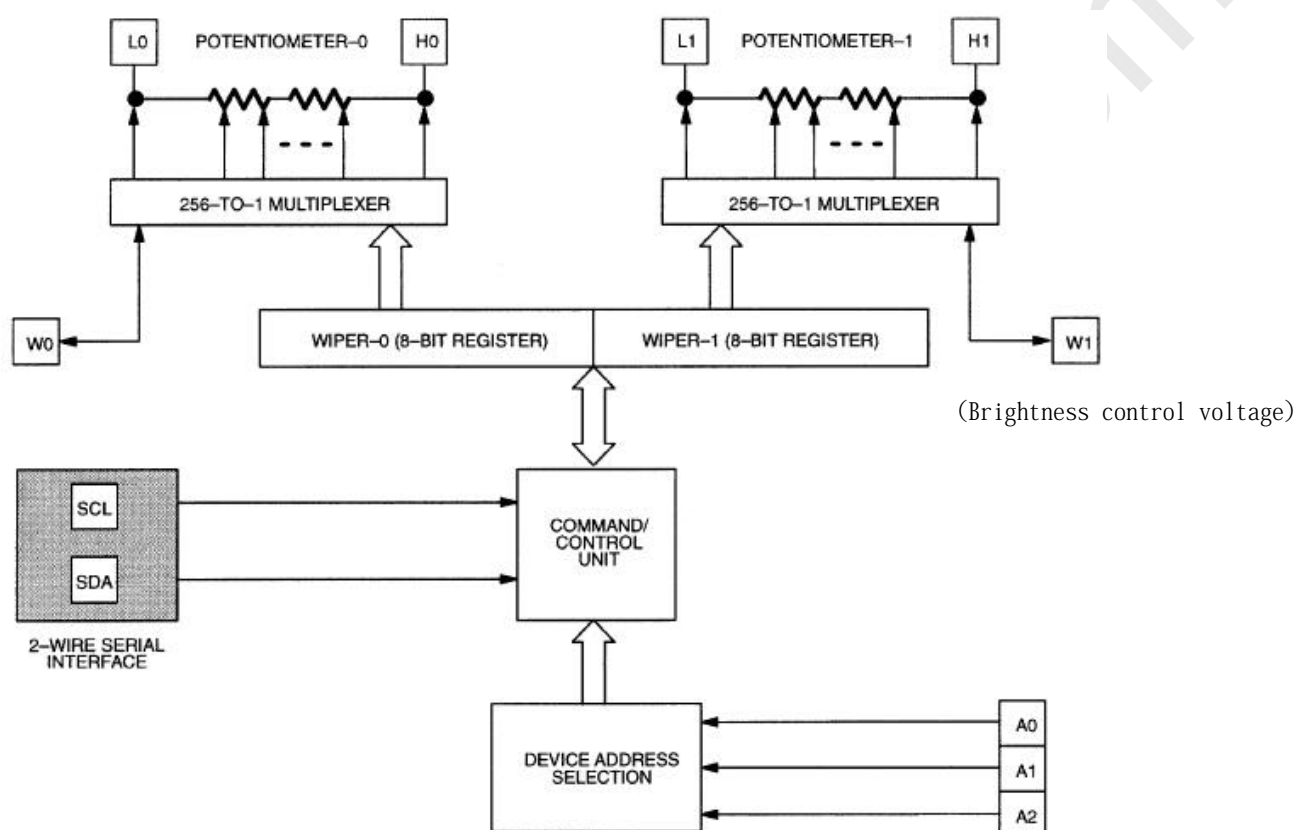 L0 POTENTIOMETER-0 H0
L1 POTENTIOMETER-1 H1
256-TO-1 MULTIPLEXER
256-TO-1 MULTIPLEXER
W0
WIPER-0 (8-BIT REGISTER)
WIPER-1 (8-BIT REGISTER)
W1
(Brightness control voltage)
SCL
SDA
2-WIRE SERIAL
INTERFACE
COMMAND/
CONTROL
UNIT
DEVICE ADDRESS
SELECTION
A0
A1
A2